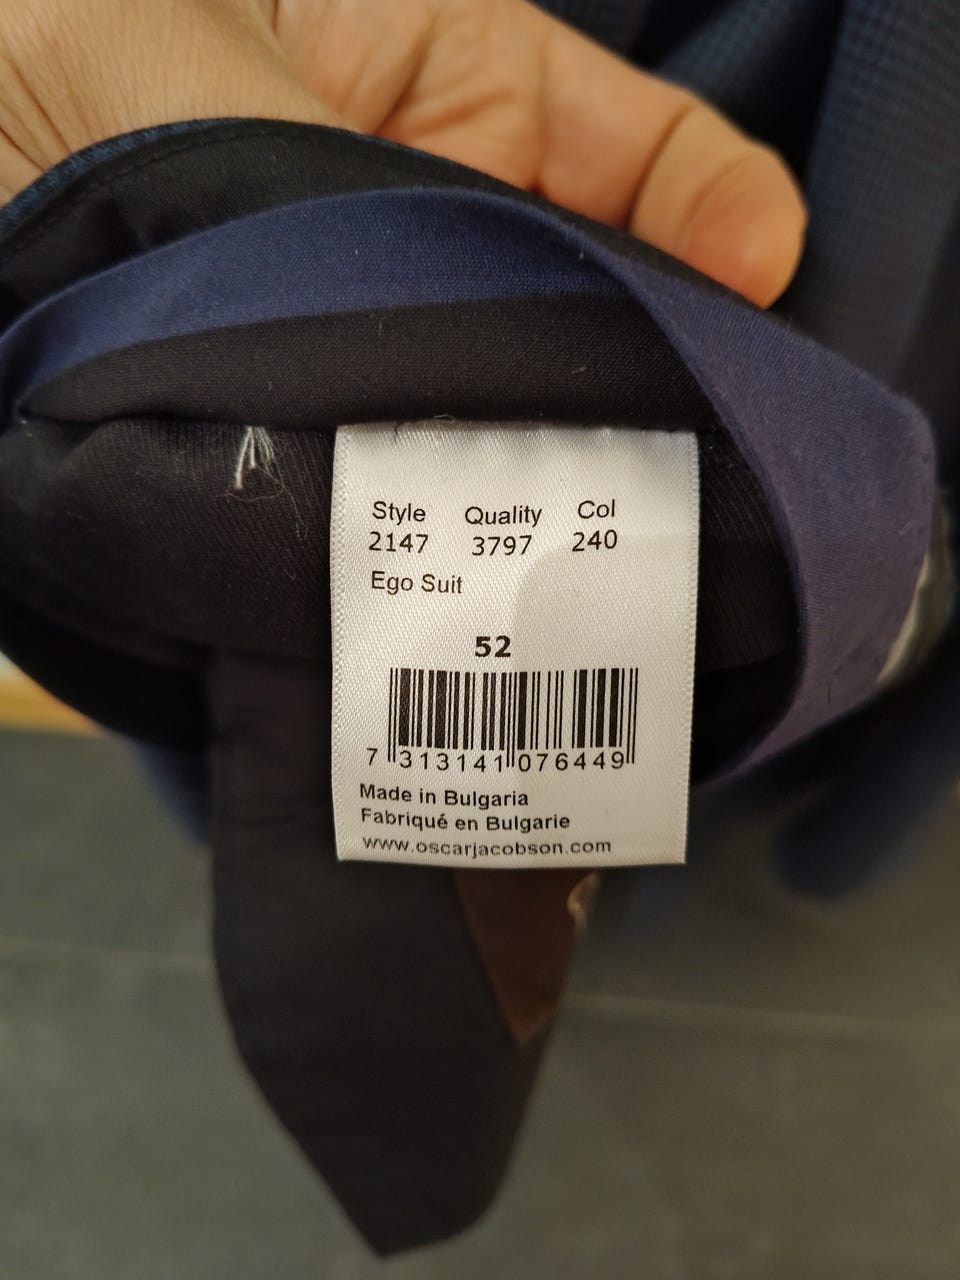 Style Quality Col
2147 3797 240
Ego Suit
52
7 313141 076449
Made in Bulgaria
Fabriqué en Bulgarie
www.oscarjacobson.com